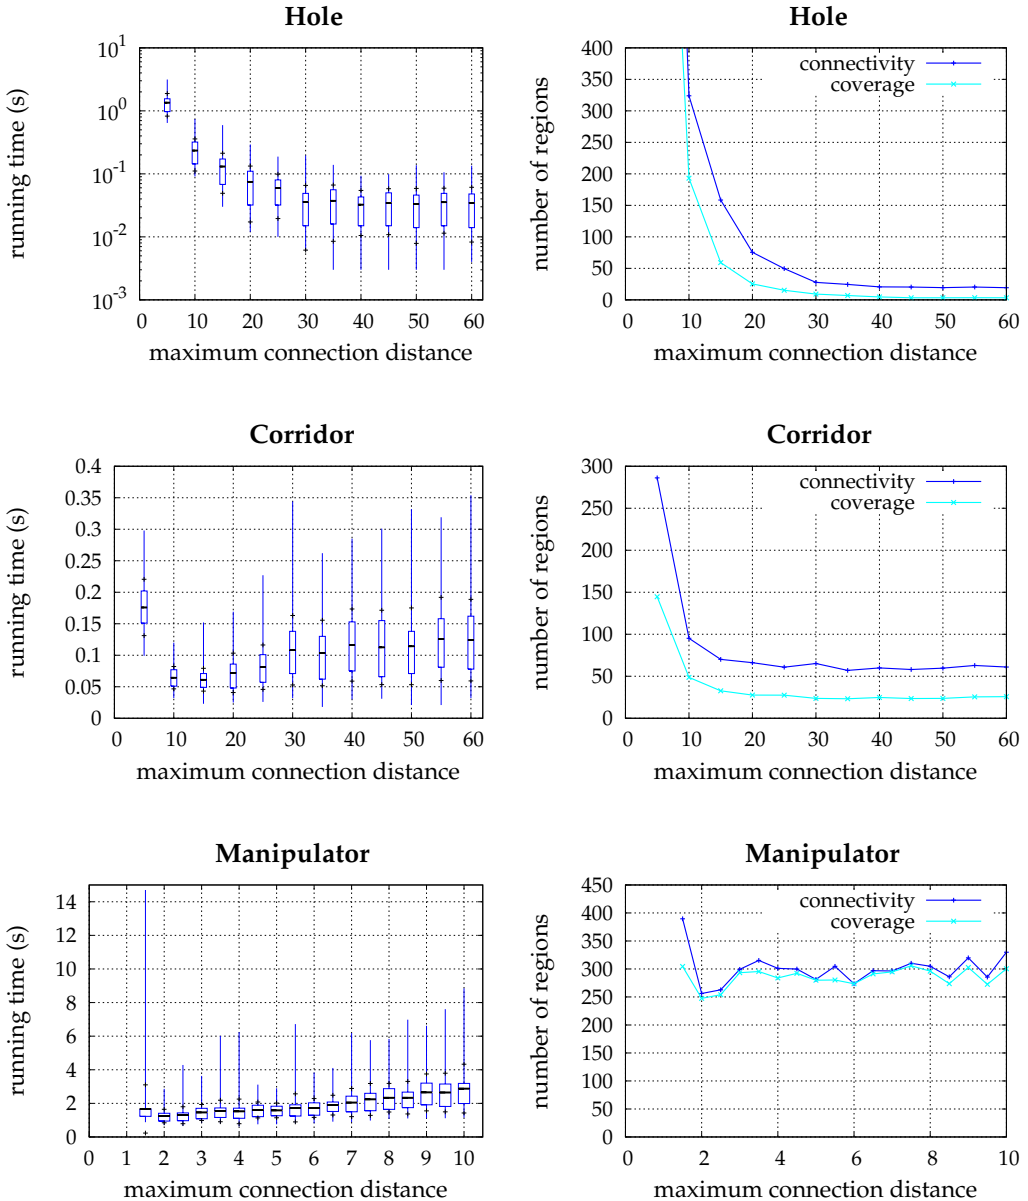 Hole
running time (s)
10^1
10^0
10^-1
10^-2
10^-3
0 10 20 30 40 50 60
maximum connection distance
Hole
number of regions
400
350
300
250
200
150
100
50
0
connectivity
coverage
0 10 20 30 40 50 60
maximum connection distance
Corridor
running time (s)
0.4
0.35
0.3
0.25
0.2
0.15
0.1
0.05
0
0 10 20 30 40 50 60
maximum connection distance
Corridor
number of regions
300
250
200
150
100
50
0
connectivity
coverage
0 10 20 30 40 50 60
maximum connection distance
Manipulator
running time (s)
14
12
10
8
6
4
2
0
0 1 2 3 4 5 6 7 8 9 10
maximum connection distance
Manipulator
number of regions
450
400
450
350
300
250
300
250
200
150
100
50
0
connectivity
coverage
0 2 4 6 8 10
maximum connection distance